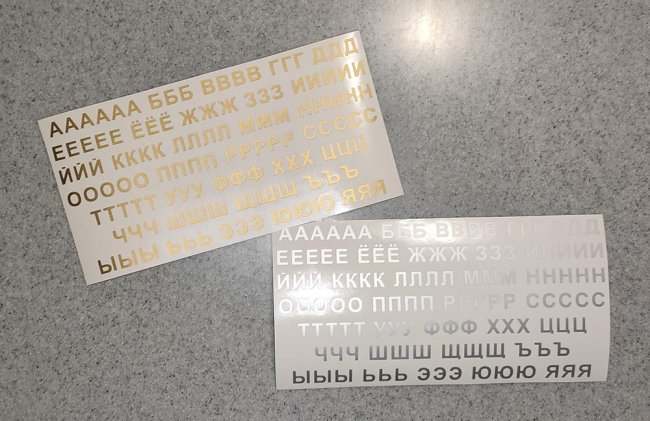 АААААА БББ ВВВВ ГГГ ДДД
ЕЕЕЕЕ ЁЁЁ ЖЖЖ ЗЗЗ ИИИИИ
ЙЙЙ КККК ЛЛЛЛ МММ ННННН
ООООО ПППП РРРРР ССССС
ТТТТТ УУУ ФФФ ХХХ ЦЦЦ
ЧЧЧ ШШШ ЩЩЩ ЪЪЪ
ЫЫЫ ЬЬЬ ЭЭЭ ЮЮЮ ЯЯЯ
АААААА БББ ВВВВ ГГГ ДДД
ЕЕЕЕЕ ЁЁЁ ЖЖЖ ЗЗЗ ИИИИИ
ЙЙЙ КККК ЛЛЛЛ МММ ННННН
ООООО ПППП РРРРР ССССС
ТТТТТ УУУ ФФФ ХХХ ЦЦЦ
ЧЧЧ ШШШ ЩЩЩ ЪЪЪ
ЫЫЫ ЬЬЬ ЭЭЭ ЮЮЮ ЯЯЯ